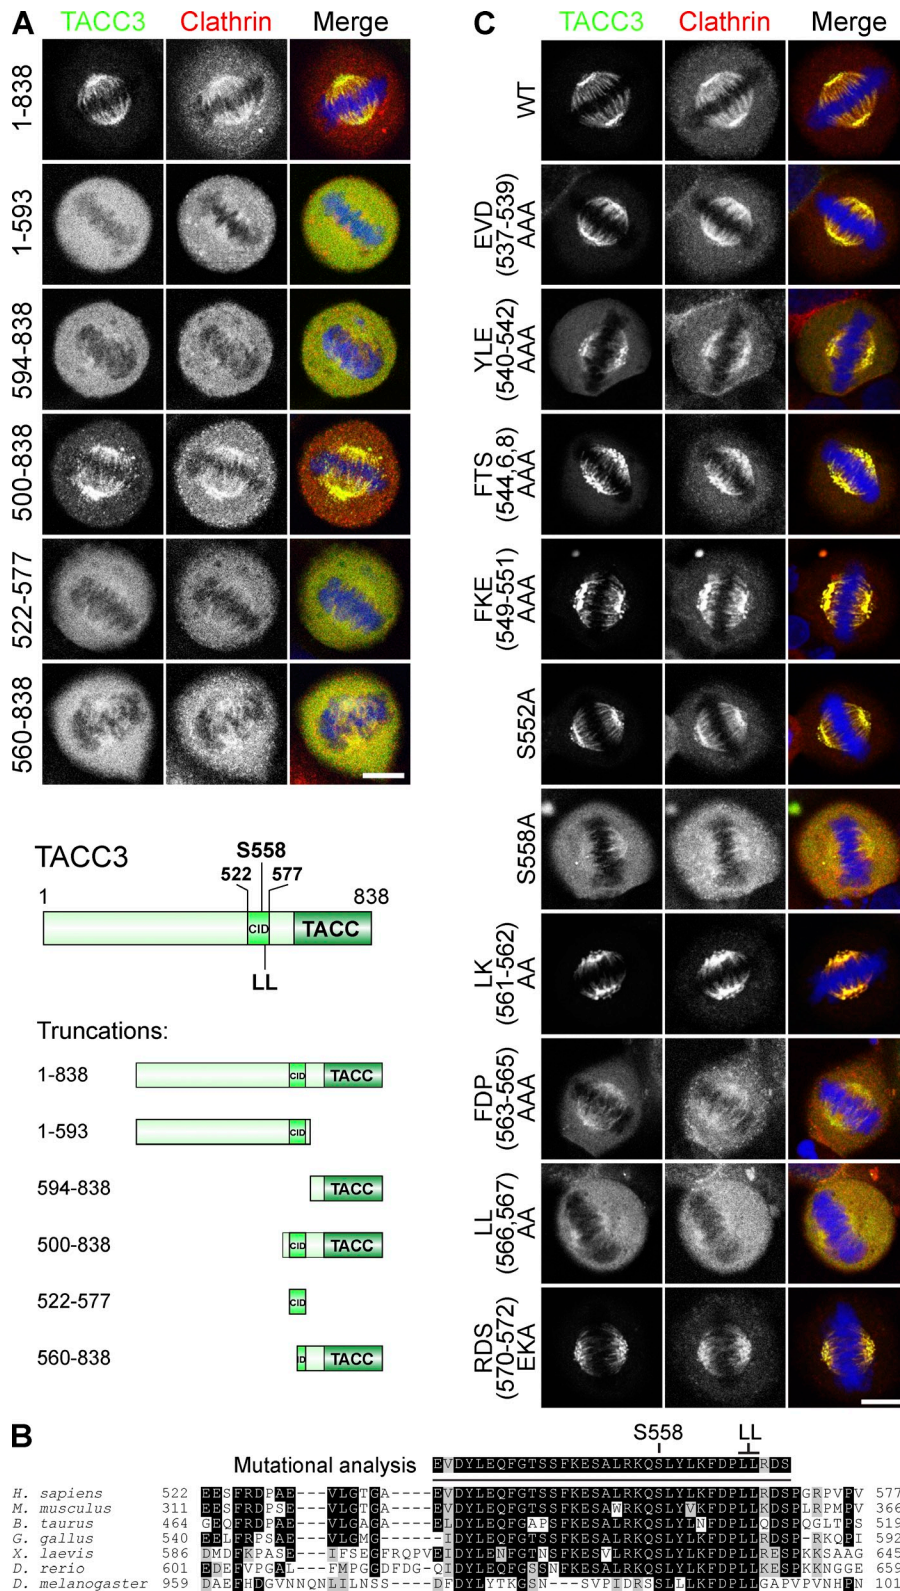 A
TACC3 Clathrin Merge
1-838
1-593
594-838
500-838
522-577
560-838
TACC3
S558
522 577
1 838
CID TACC
LL
Truncations:
1-838 CID TACC
1-593 CID
594-838 TACC
500-838 CID TACC
522-577 CID
560-838 ID TACC
C
TACC3 Clathrin Merge
WT
EVD
(537-539)
AAA
YLE
(540-542)
AAA
FTS
(544,6,8)
AAA
FKE
(549-551)
AAA
S552A
S558A
LK
(561-562)
AA
FDP
(563-565)
AAA
LL
(566,567)
AA
RDS
(570-572)
EKA
B
S558 LL
Mutational analysis EVDYLEQFGTSSFKESALRKQSLYLKFDPLLRDS
H. sapiens 522 EESFRDPAE---VLGTGA-----EVDYLEQFGTSSFKESALRKQSLYLKFDPLLRDSPGRPVPV 577
M. musculus 311 EESFRDPSE---VLGTGA-----EVDYLEQFGTSSFKESAWRKQSLYVKFDPLLKDSPLRPMPV 366
B. taurus 464 GEQFRDPAE---VLGAGA-----ELDYLEQFGAPSFKESALRKQSLYLNFDPLLQDSPQGLTPS 519
G. gallus 540 EELFRPSAE---VLGMG------QIDYLEQFGTSSFKESALRKQSLYLKFDPLLRDSP-RKQPI 592
X. laevis 586 DMDFKPASE---IFSEGFRQPVEIDYLENFGTNSFKESVLRKQSLYLKFDPLLRESPKKSAAG 645
D. rerio 601 EDEFVPGAL---FMPGGDFDG--QIDYLEQFGSSNFKESALRKQSLYLKFDPLLKESPKKNGGE 659
D. melanogaster 959 DAEFHDGVNNQNLILNSS----DFDYLYTKGSN---SVPIDRSSLLLKFDPLLGAPVPVNHPN 101